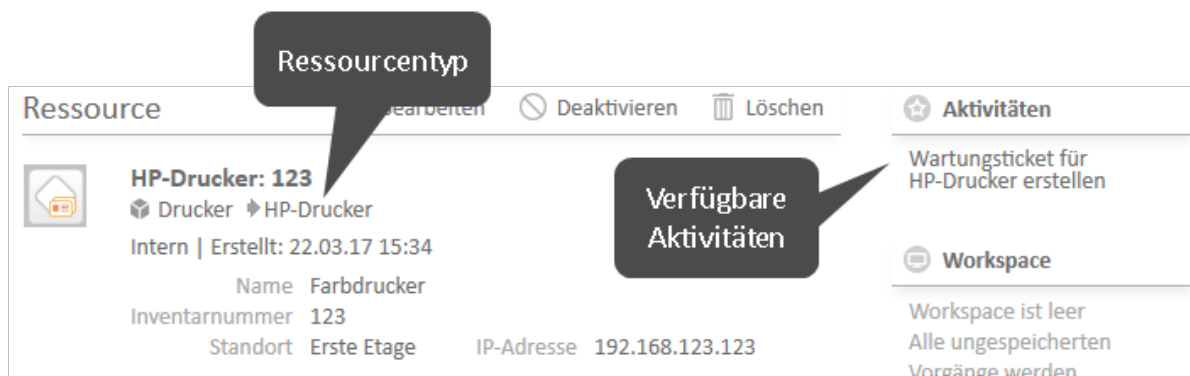 Ressourcentyp
Ressource
Bearbeiten
Deaktivieren
Löschen
HP-Drucker: 123
Drucker HP-Drucker
Intern | Erstellt: 22.03.17 15:34
Name Farbdrucker
Inventarnummer 123
Standort Erste Etage IP-Adresse 192.168.123.123
Verfügbare
Aktivitäten
Aktivitäten
Wartungsticket für
HP-Drucker erstellen
Workspace
Workspace ist leer
Alle ungespeicherten
Vorgänge werden